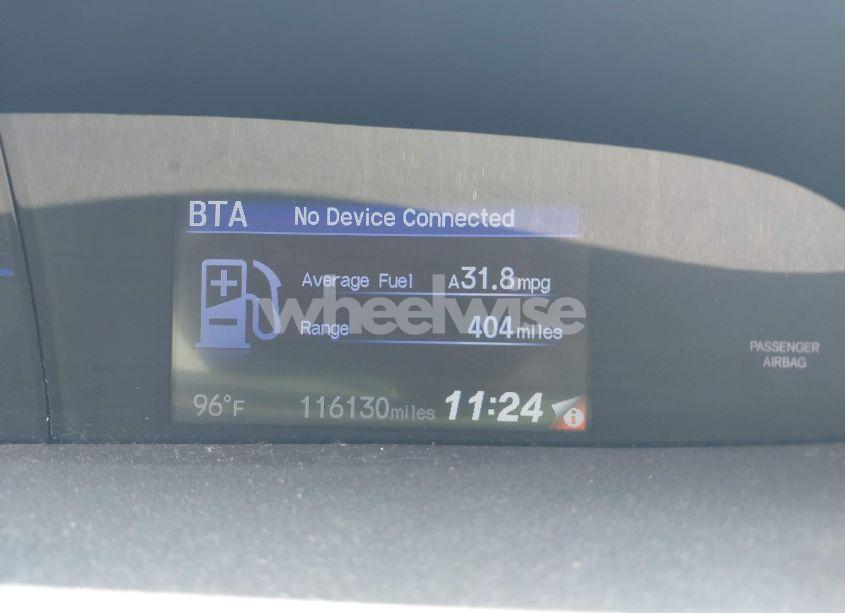 BTA No Device Connected
Average Fuel A31.8mpg
wheelwise
Range 404miles
PASSENGER
AIRBAG
96°F 116130miles 11:24 i